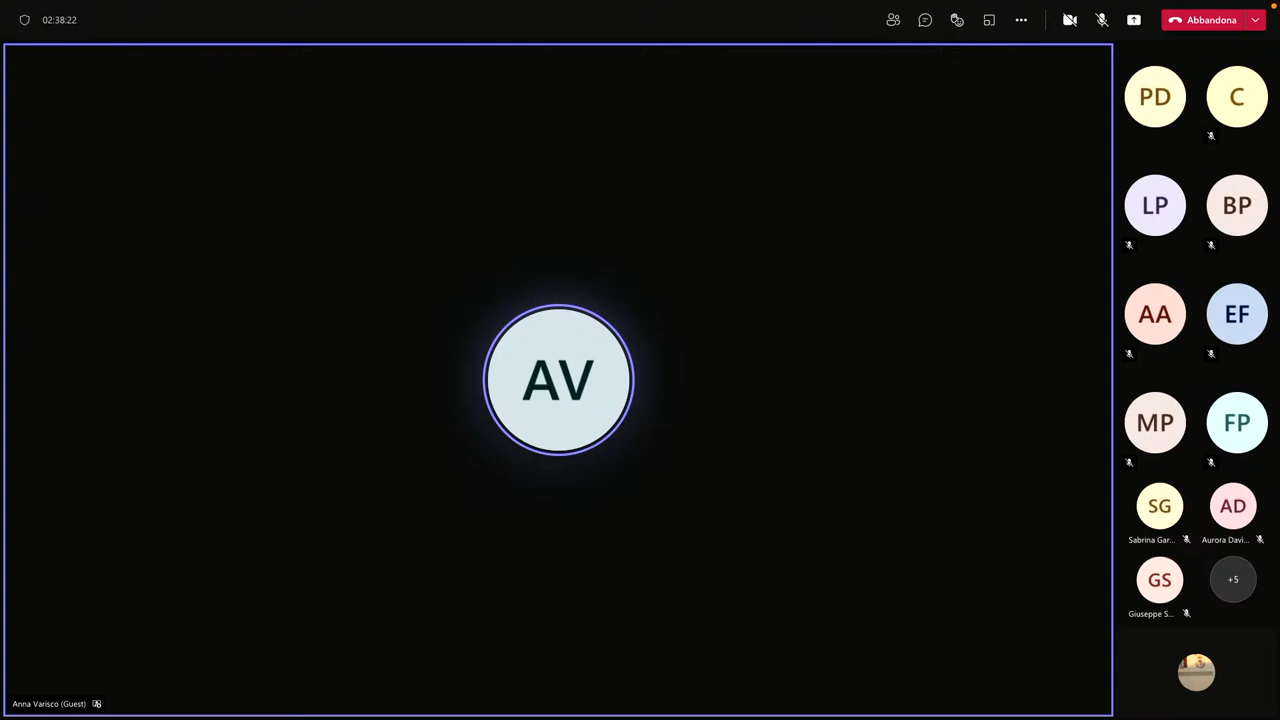 02:38:22
Abbandona
PD
C
LP
BP
AA
EF
MP
FP
AV
SG
AD
Sabrina Gar...
Aurora Davi...
GS
+5
Giuseppe S...
Anna Varisco (Guest)